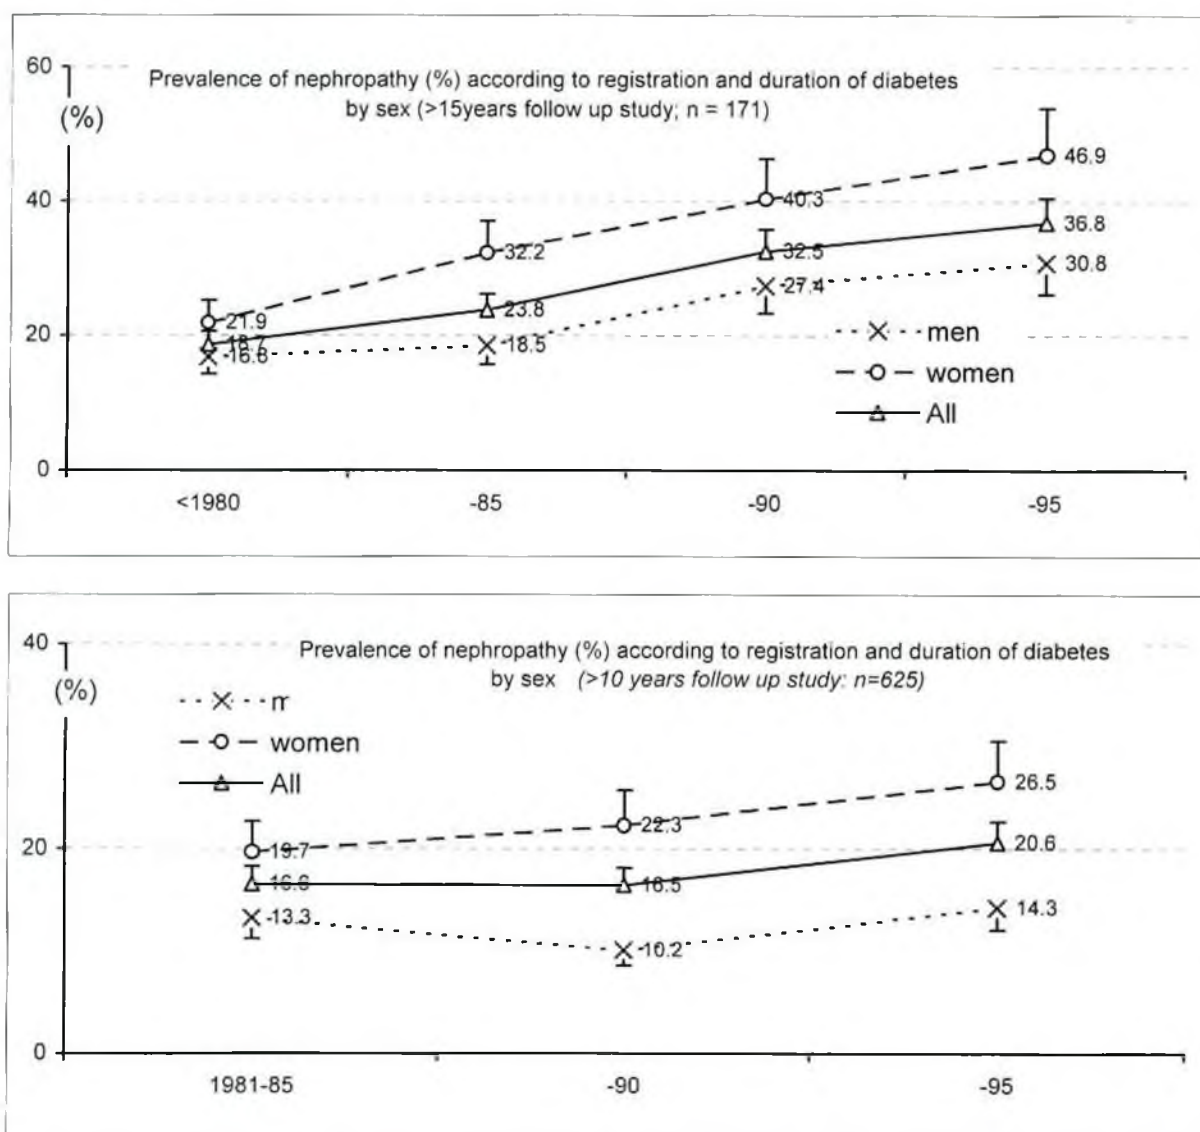 60
Prevalence of nephropathy (%) according to registration and duration of diabetes
(%)
by sex (>15years follow up study; n = 171)
46.9
40
40.3
36.8
32.2
32.5
30.8
27.4
21.9
23.8
men
20
18.7
18.5
women
All
0
<1980 -85 -90 -95
40
Prevalence of nephropathy (%) according to registration and duration of diabetes
(%)
by sex (>10 years follow up study; n=625)
women
All
26.5
22.3
20
19.7
20.6
16.5
13.3
14.3
10.2
0
1981-85 -90 -95